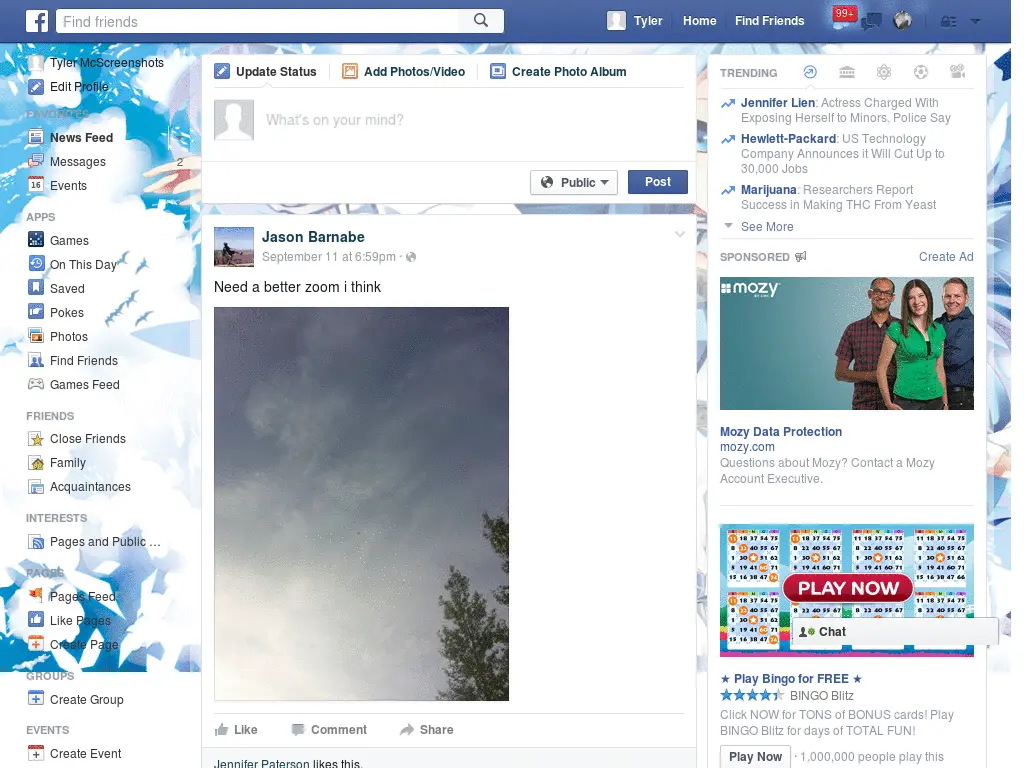 Find friends
Tyler
Home
Find Friends
99+
Tyler McScreenshots
Edit Profile
FAVORITES
News Feed
Messages
2
16
Events
APPS
Games
On This Day
Saved
Pokes
Photos
Find Friends
Games Feed
FRIENDS
Close Friends
Family
Acquaintances
INTERESTS
Pages and Public ...
PAGES
Pages Feed
Like Pages
Create Page
GROUPS
Create Group
EVENTS
Create Event
Update Status
Add Photos/Video
Create Photo Album
What's on your mind?
Public
Post
Jason Barnabe
September 11 at 6:59pm ·
Need a better zoom i think
Like
Comment
Share
Jennifer Paterson likes this.
TRENDING
Jennifer Lien: Actress Charged With
Exposing Herself to Minors, Police Say
Hewlett-Packard: US Technology
Company Announces it Will Cut Up to
30,000 Jobs
Marijuana: Researchers Report
Success in Making THC From Yeast
See More
SPONSORED
Create Ad
mozy
BY EMC
Mozy Data Protection
mozy.com
Questions about Mozy? Contact a Mozy
Account Executive.
PLAY NOW
Chat
★ Play Bingo for FREE ★
BINGO Blitz
Click NOW for TONS of BONUS cards! Play
BINGO Blitz for days of TOTAL FUN!
Play Now
· 1,000,000 people play this